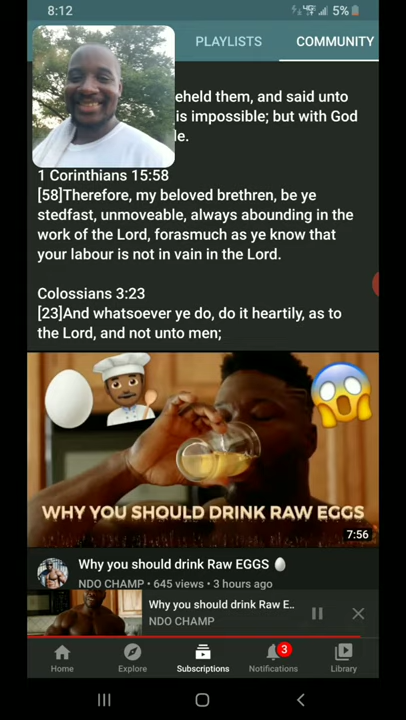 8:12
5%
PLAYLISTS
COMMUNITY
eheld them, and said unto
is impossible; but with God
le.
1 Corinthians 15:58
[58]Therefore, my beloved brethren, be ye
stedfast, unmoveable, always abounding in the
work of the Lord, forasmuch as ye know that
your labour is not in vain in the Lord.
Colossians 3:23
[23]And whatsoever ye do, do it heartily, as to
the Lord, and not unto men;
WHY YOU SHOULD DRINK RAW EGGS
7:56
Why you should drink Raw EGGS 🥚
NDO CHAMP • 645 views • 3 hours ago
Why you should drink Raw E..
NDO CHAMP
3
Home
Explore
Subscriptions
Notifications
Library